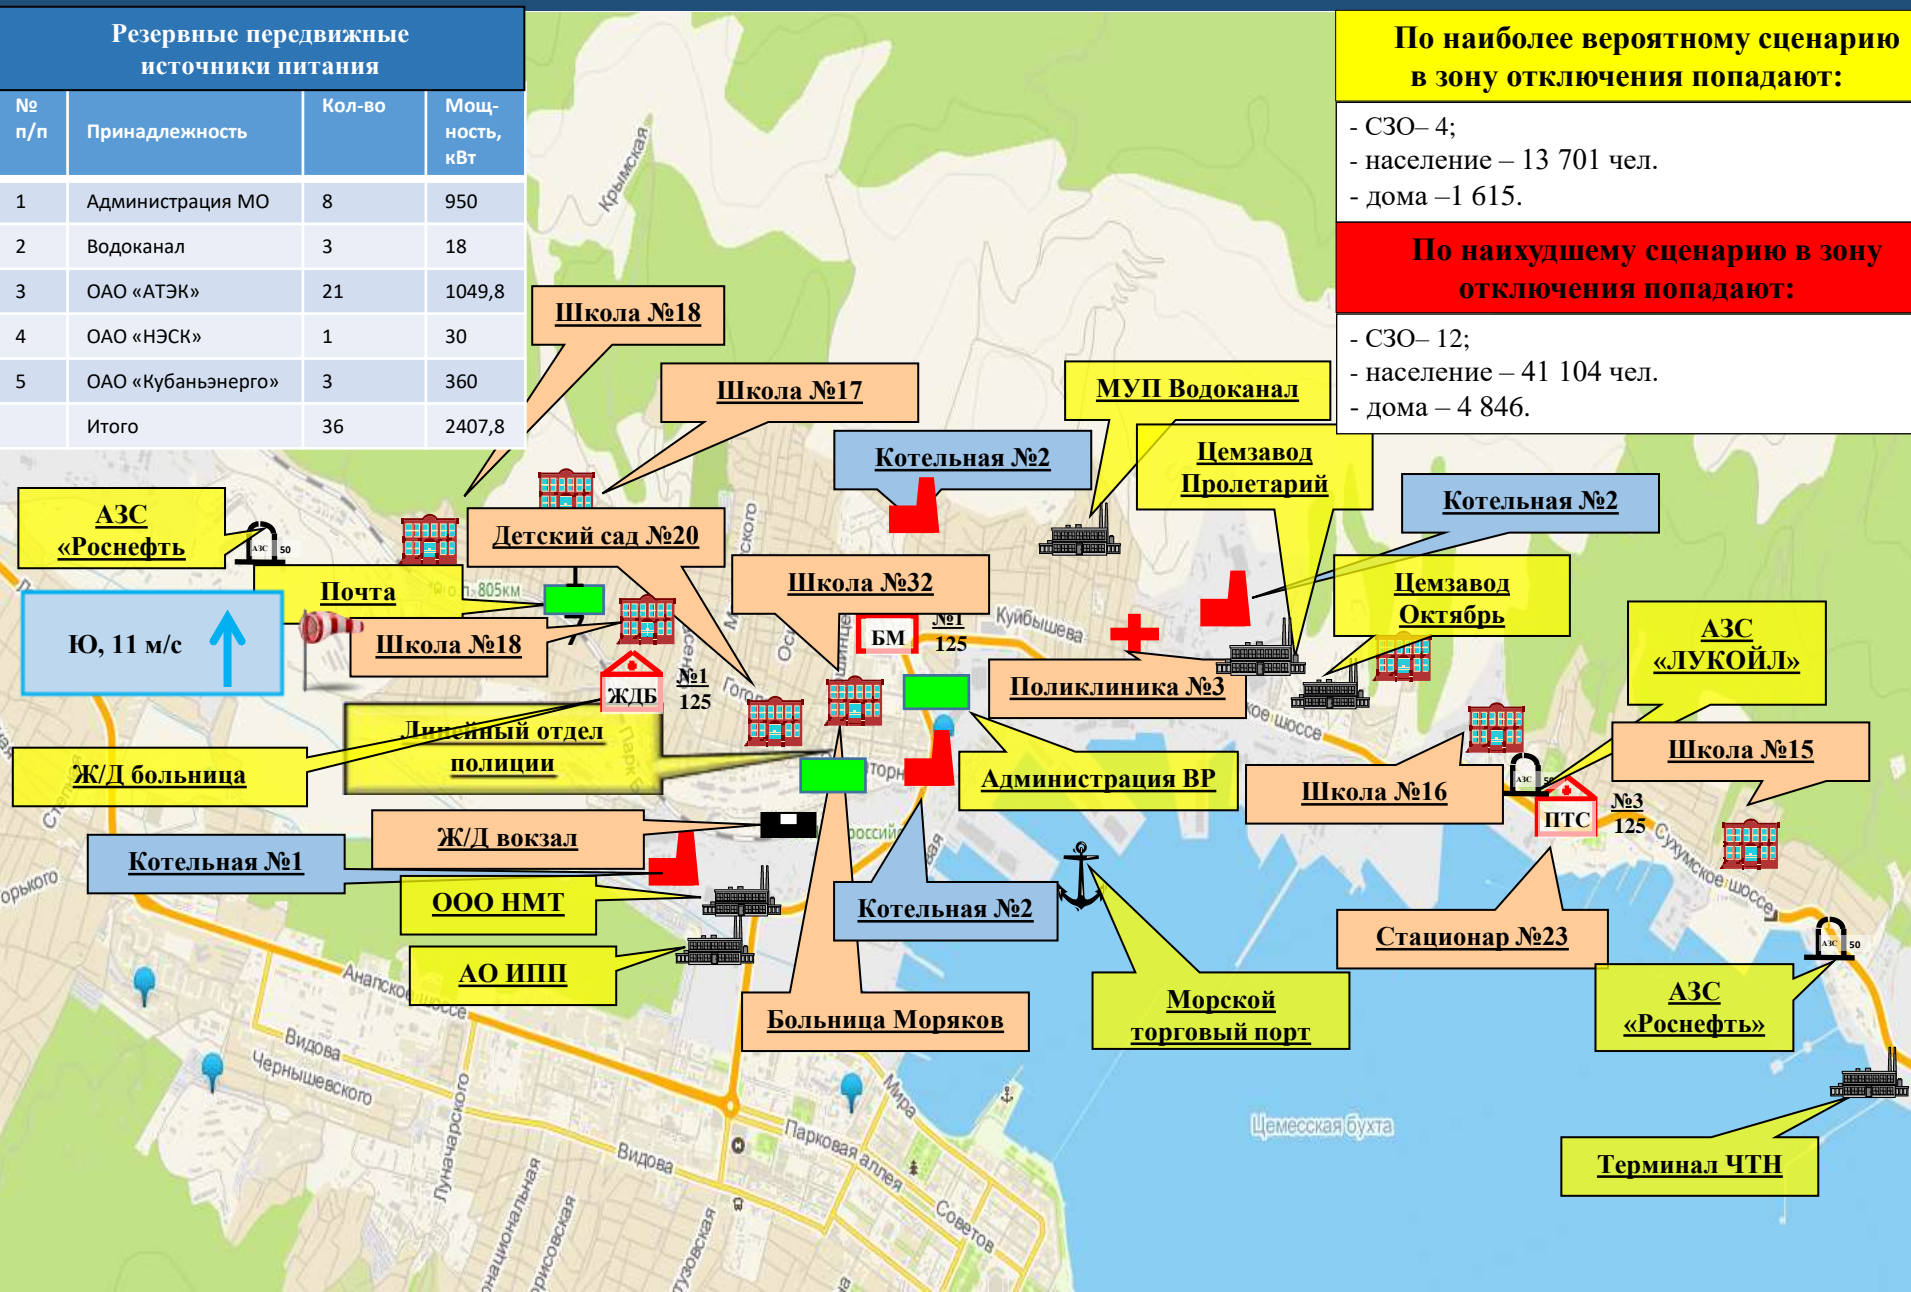 Резервные передвижные
источники питания
№ п/п
Принадлежность
Кол-во
Мощ-
ность,
кВт
1 Администрация МО 8 950
2 Водоканал 3 18
3 ОАО «АТЭК» 21 1049,8
4 ОАО «НЭСК» 1 30
5 ОАО «Кубаньэнерго» 3 360
Итого 36 2407,8
По наиболее вероятному сценарию
в зону отключения попадают:
- СЗО– 4;
- население – 13 701 чел.
- дома –1 615.
По наихудшему сценарию в зону
отключения попадают:
- СЗО– 12;
- население – 41 104 чел.
- дома – 4 846.
Крымская
Школа №18
Школа №17
МУП Водоканал
Котельная №2
Цемзавод
Пролетарий
Котельная №2
АЗС
«Роснефть
АЗС 50
Детский сад №20
Школа №32
Почта
805км
Цемзавод
Октябрь
Ю, 11 м/с
Школа №18
БМ
№1
125
Куйбышева
АЗС
«ЛУКОЙЛ»
ЖДБ
№1
125
Поликлиника №3
Линейный отдел
полиции
Ж/Д больница
Администрация ВР
Школа №16
АЗС 50
Школа №15
ПТС
№3
125
Сухумское шоссе
Ж/Д вокзал
Котельная №1
ООО НМТ
Котельная №2
Стационар №23
АО ИПП
АЗС 50
Анапское шоссе
Больница Моряков
Морской
торговый порт
АЗС
«Роснефть»
Видова
Чернышевского
Луначарского
Мира
Парковая аллея
Видова
Советов
Цемесская бухта
Терминал ЧТН